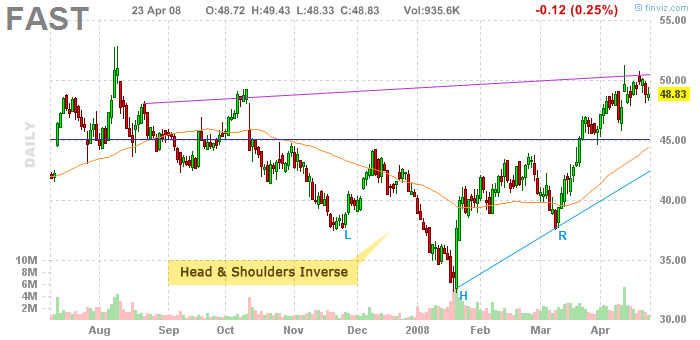 FAST 23 Apr 08 O:48.72 H:49.43 L:48.33 C:48.83 Vol:935.6K -0.12 (0.25%) © finviz.com
55.00
50.00
48.83
45.00
40.00
35.00
30.00
DAILY
L
R
H
Head & Shoulders Inverse
10M
8M
6M
4M
2M
Aug Sep Oct Nov Dec 2008 Feb Mar Apr